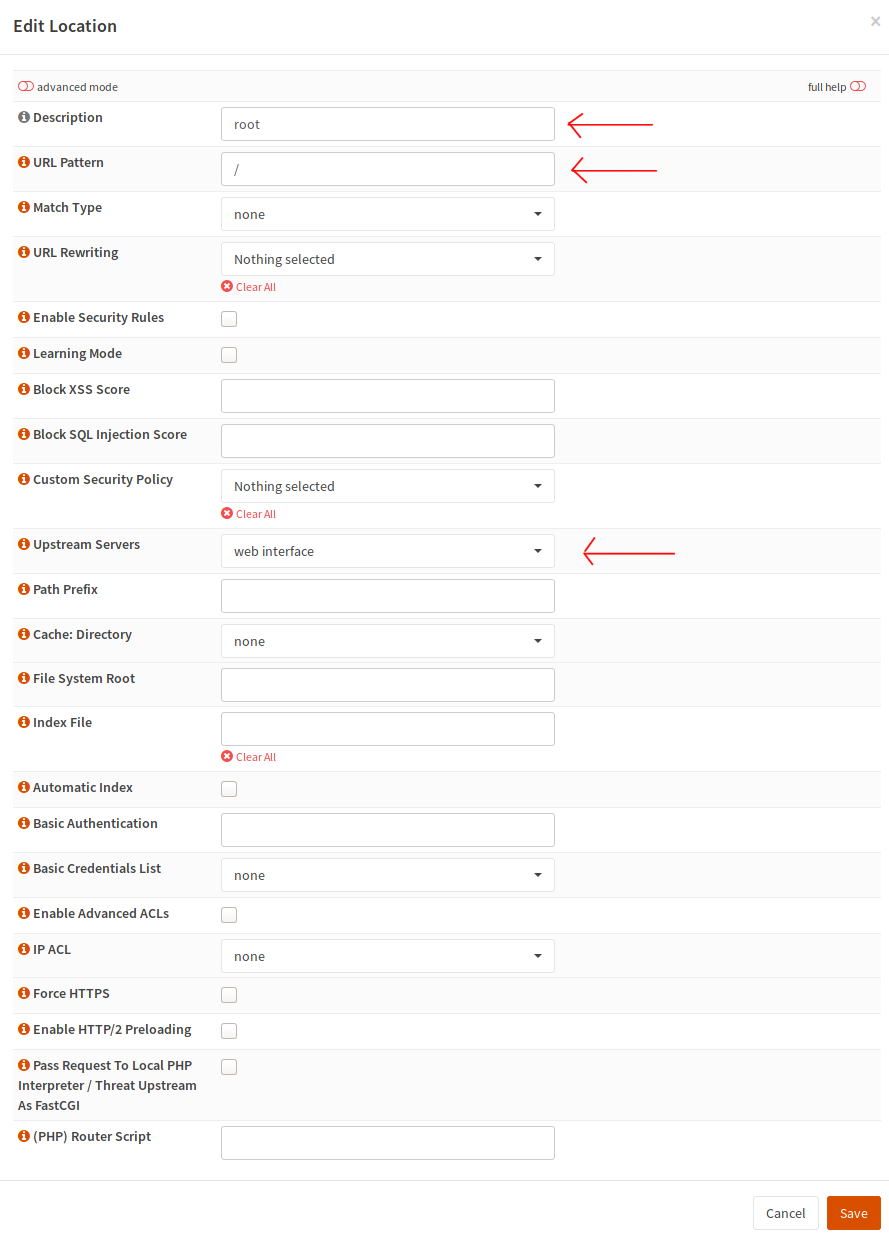 Edit Location
×
advanced mode
full help
Description
root
URL Pattern
/
Match Type
none
URL Rewriting
Nothing selected
Clear All
Enable Security Rules
Learning Mode
Block XSS Score
Block SQL Injection Score
Custom Security Policy
Nothing selected
Clear All
Upstream Servers
web interface
Path Prefix
Cache: Directory
none
File System Root
Index File
Clear All
Automatic Index
Basic Authentication
Basic Credentials List
none
Enable Advanced ACLs
IP ACL
none
Force HTTPS
Enable HTTP/2 Preloading
Pass Request To Local PHP
Interpreter / Threat Upstream
As FastCGI
(PHP) Router Script
Cancel
Save